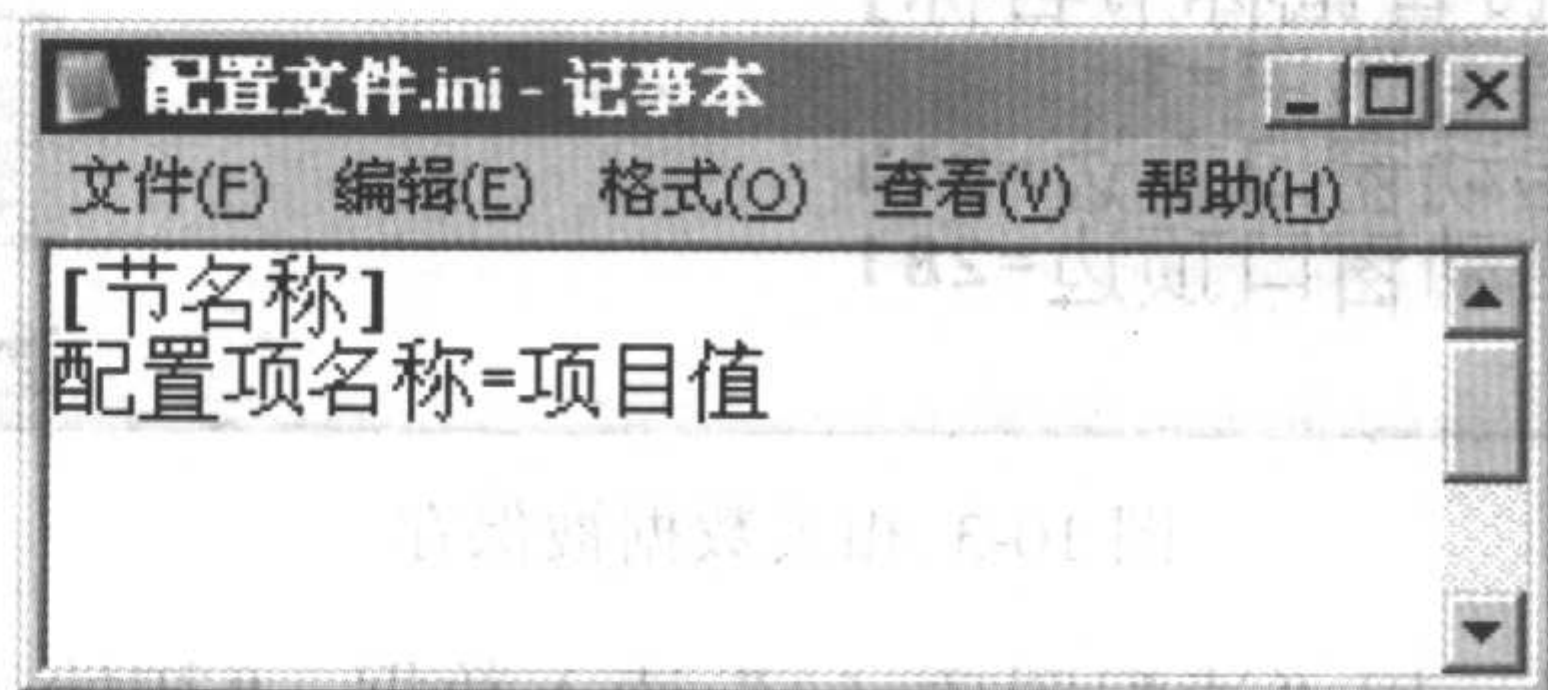 配置文件.ini - 记事本
文件(F) 编辑(E) 格式(O) 查看(V) 帮助(H)
[节名称]
配置项名称=项目值